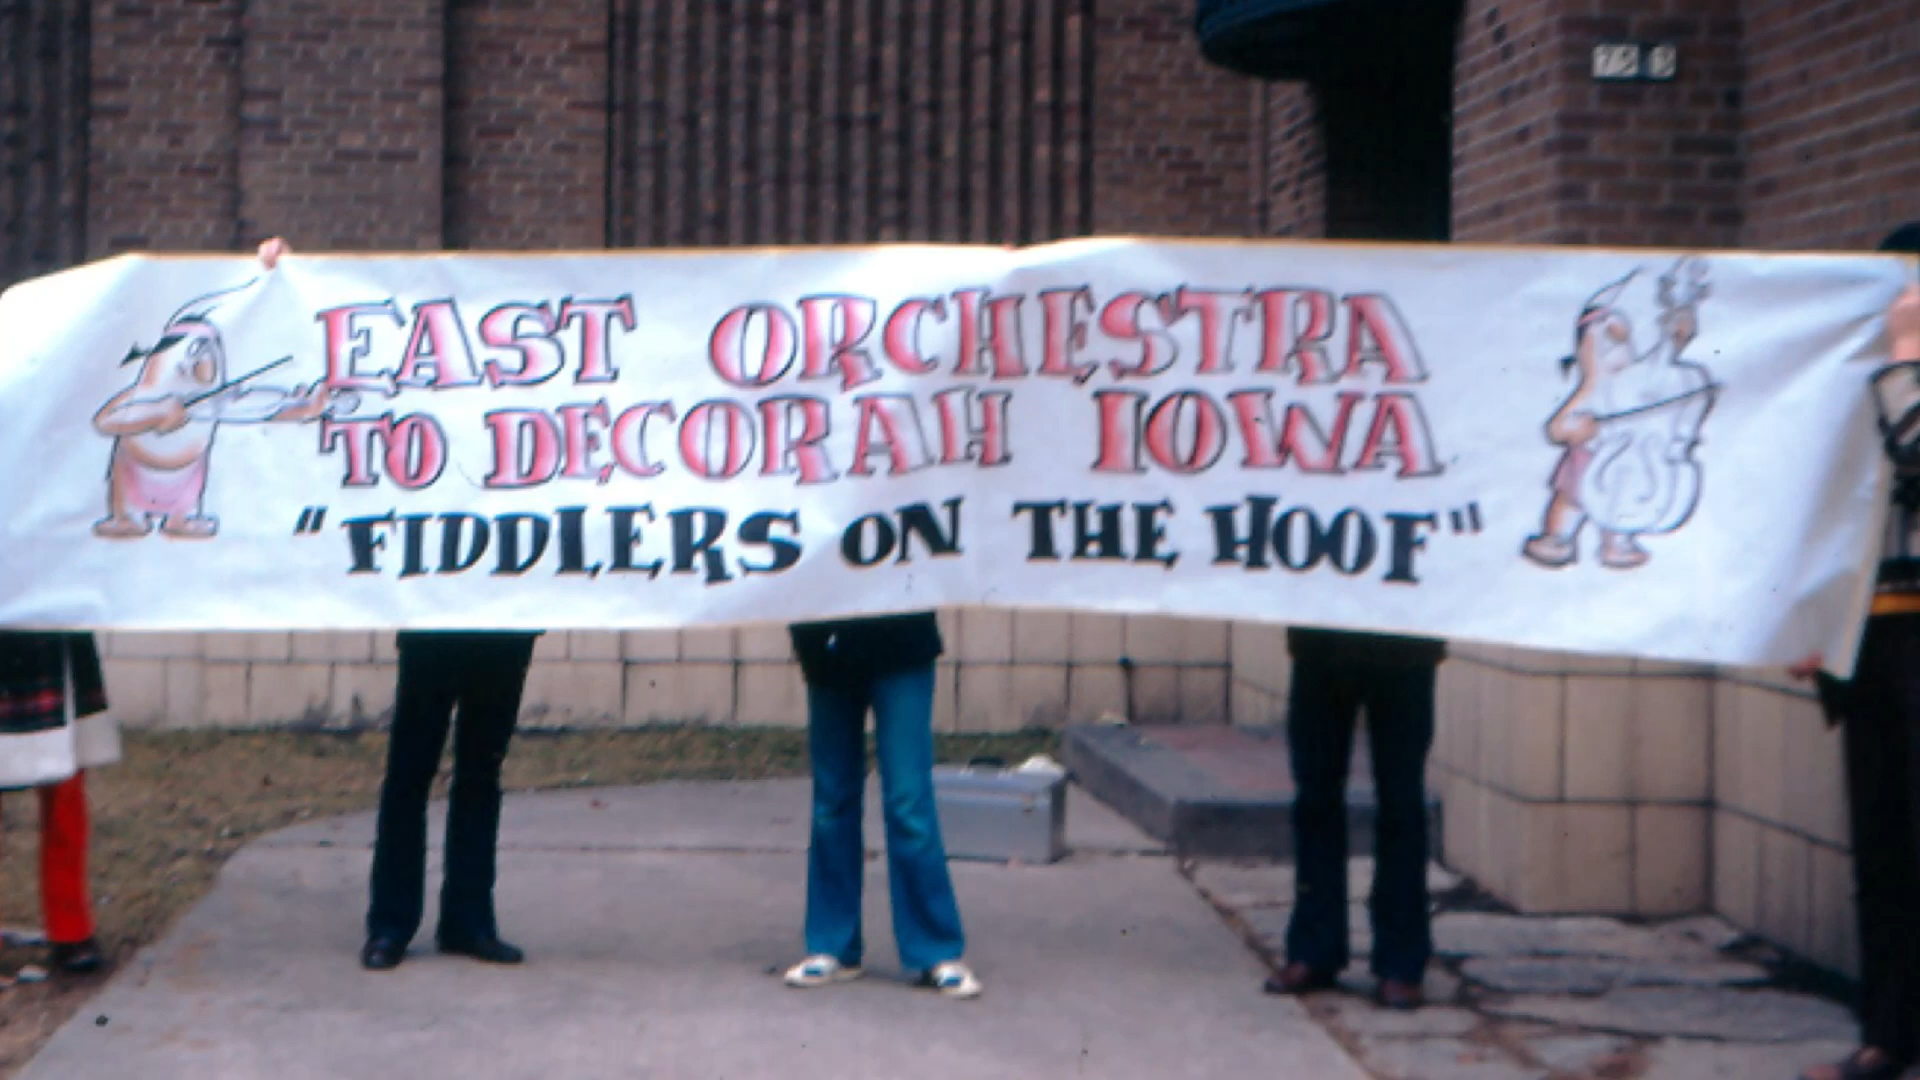 EAST ORCHESTRA
TO DECORAH IOWA
"FIDDLERS ON THE HOOF"